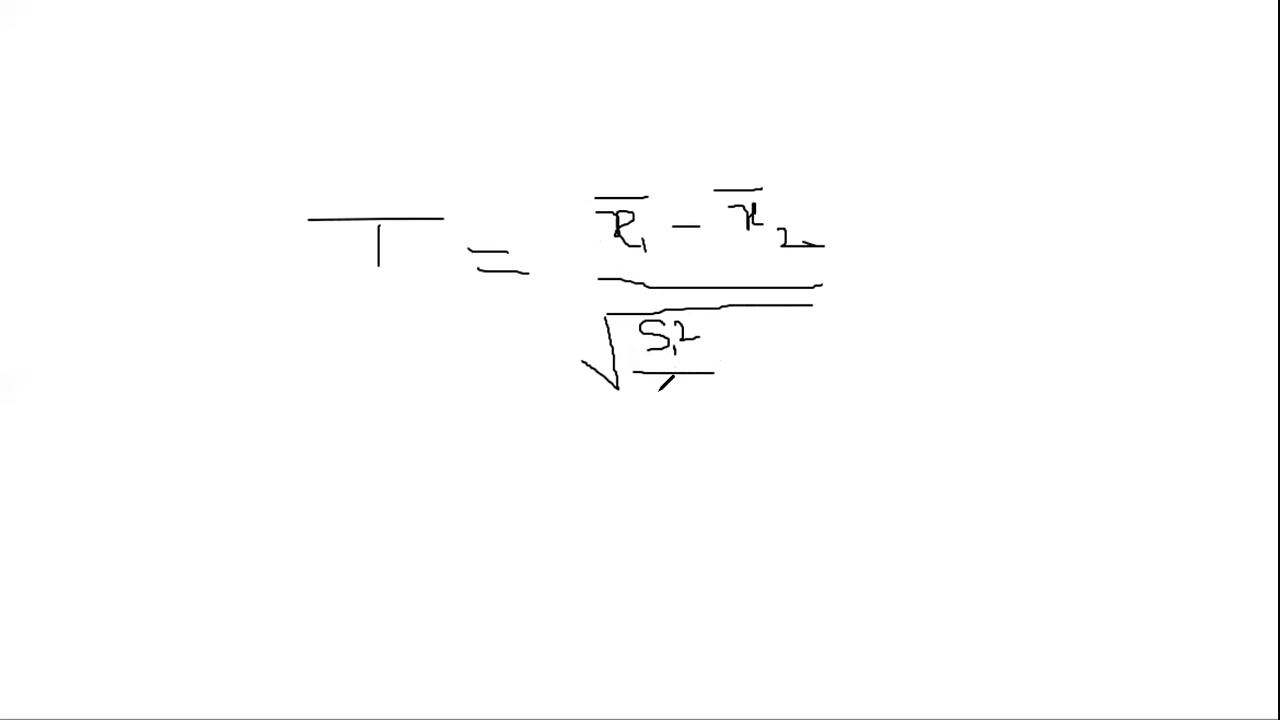 T = x̄₁ - x̄₂
√ S₁²